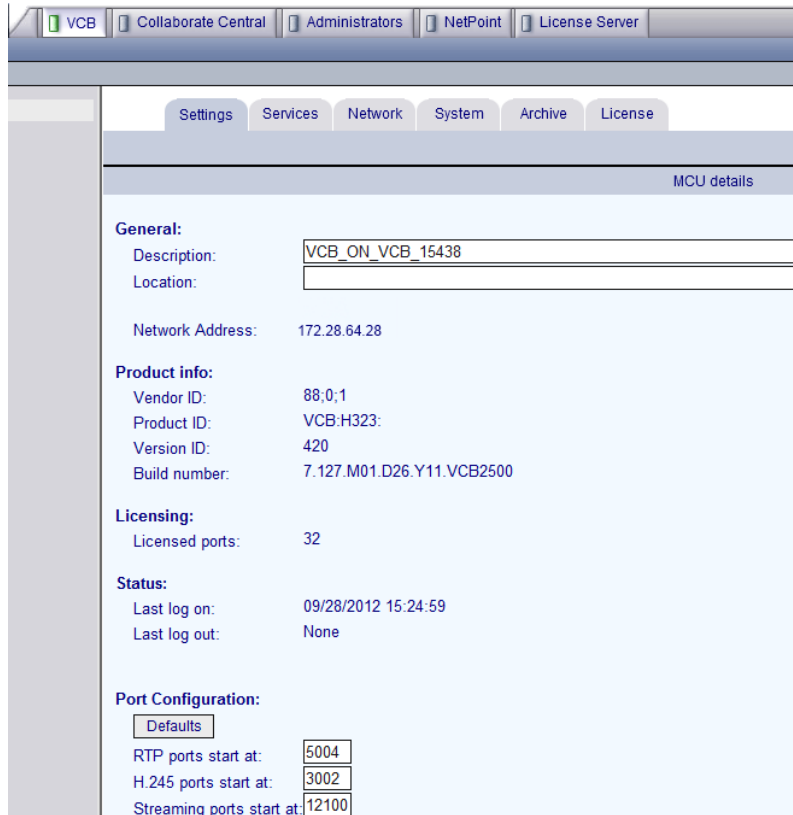 VCB Collaborate Central Administrators NetPoint License Server
Settings Services Network System Archive License
MCU details
General:
Description: VCB_ON_VCB_15438
Location:
Network Address: 172.28.64.28
Product info:
Vendor ID: 88;0;1
Product ID: VCB:H323:
Version ID: 420
Build number: 7.127.M01.D26.Y11.VCB2500
Licensing:
Licensed ports: 32
Status:
Last log on: 09/28/2012 15:24:59
Last log out: None
Port Configuration:
Defaults
RTP ports start at: 5004
H.245 ports start at: 3002
Streaming ports start at: 12100